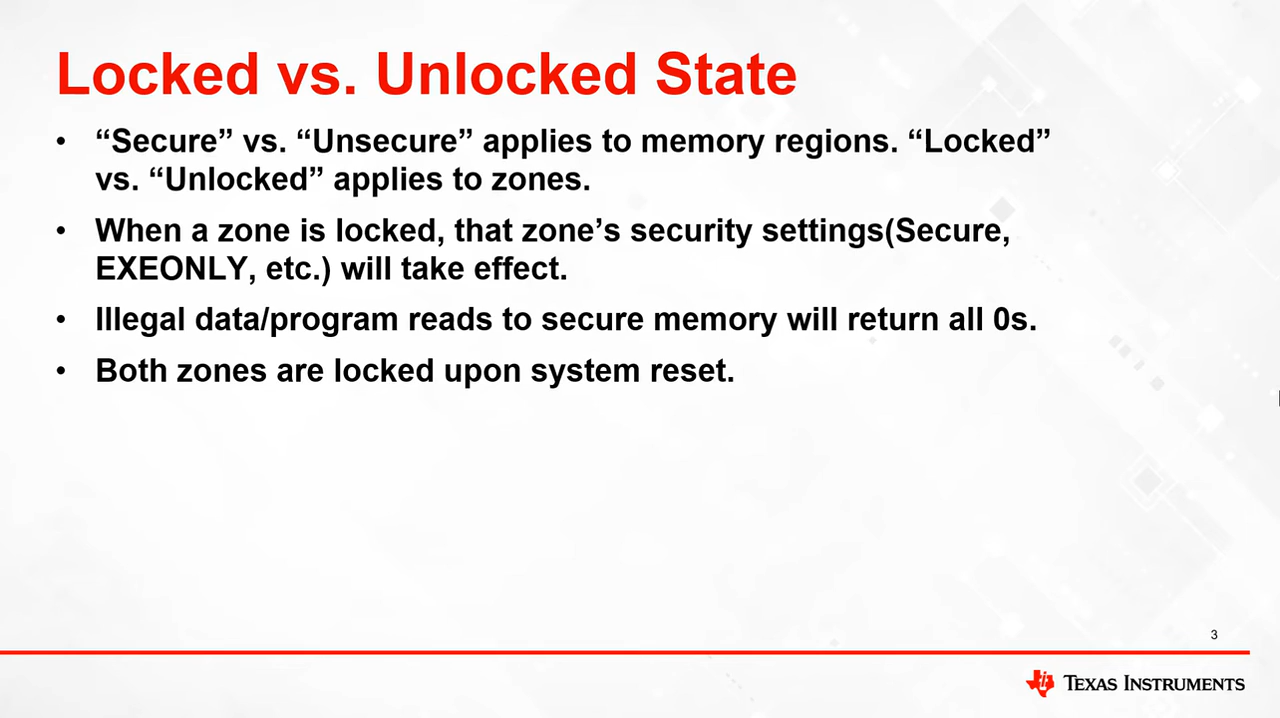 Locked vs. Unlocked State
• “Secure” vs. “Unsecure” applies to memory regions. “Locked”
vs. “Unlocked” applies to zones.
• When a zone is locked, that zone’s security settings(Secure,
EXEONLY, etc.) will take effect.
• Illegal data/program reads to secure memory will return all 0s.
• Both zones are locked upon system reset.
3
TEXAS INSTRUMENTS